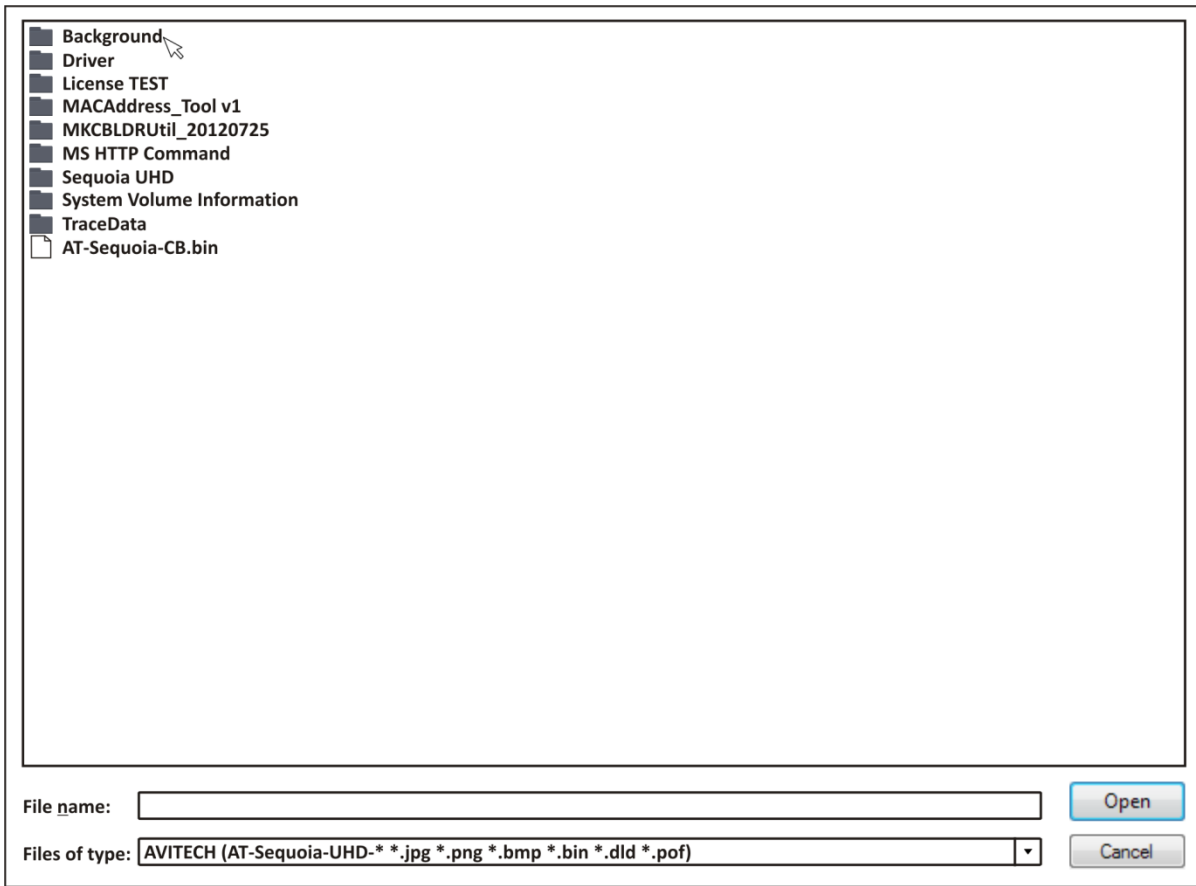 Background
Driver
License TEST
MACAddress_Tool v1
MKCBLDRUtil_20120725
MS HTTP Command
Sequoia UHD
System Volume Information
TraceData
AT-Sequoia-CB.bin
File name:
Open
Files of type: AVITECH (AT-Sequoia-UHD-* *.jpg *.png *.bmp *.bin *.dld *.pof)
Cancel